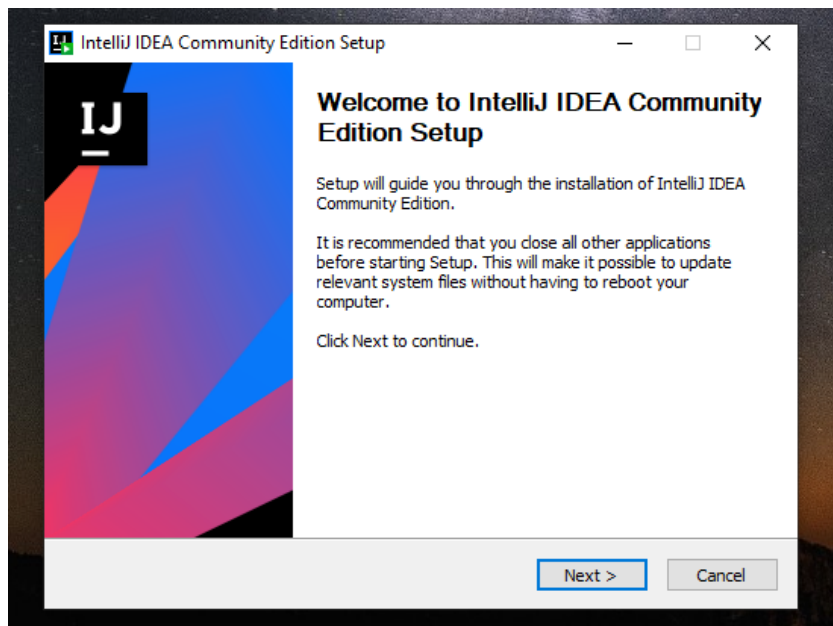 IntelliJ IDEA Community Edition Setup
IJ
Welcome to IntelliJ IDEA Community
Edition Setup
Setup will guide you through the installation of IntelliJ IDEA
Community Edition.
It is recommended that you close all other applications
before starting Setup. This will make it possible to update
relevant system files without having to reboot your
computer.
Click Next to continue.
Next >
Cancel